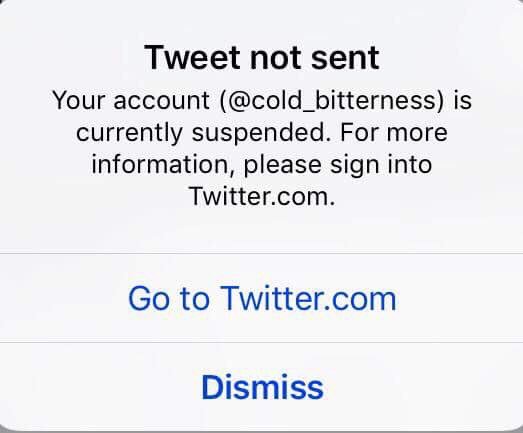 Tweet not sent
Your account (@cold_bitterness) is
currently suspended. For more
information, please sign into
Twitter.com.
Go to Twitter.com
Dismiss